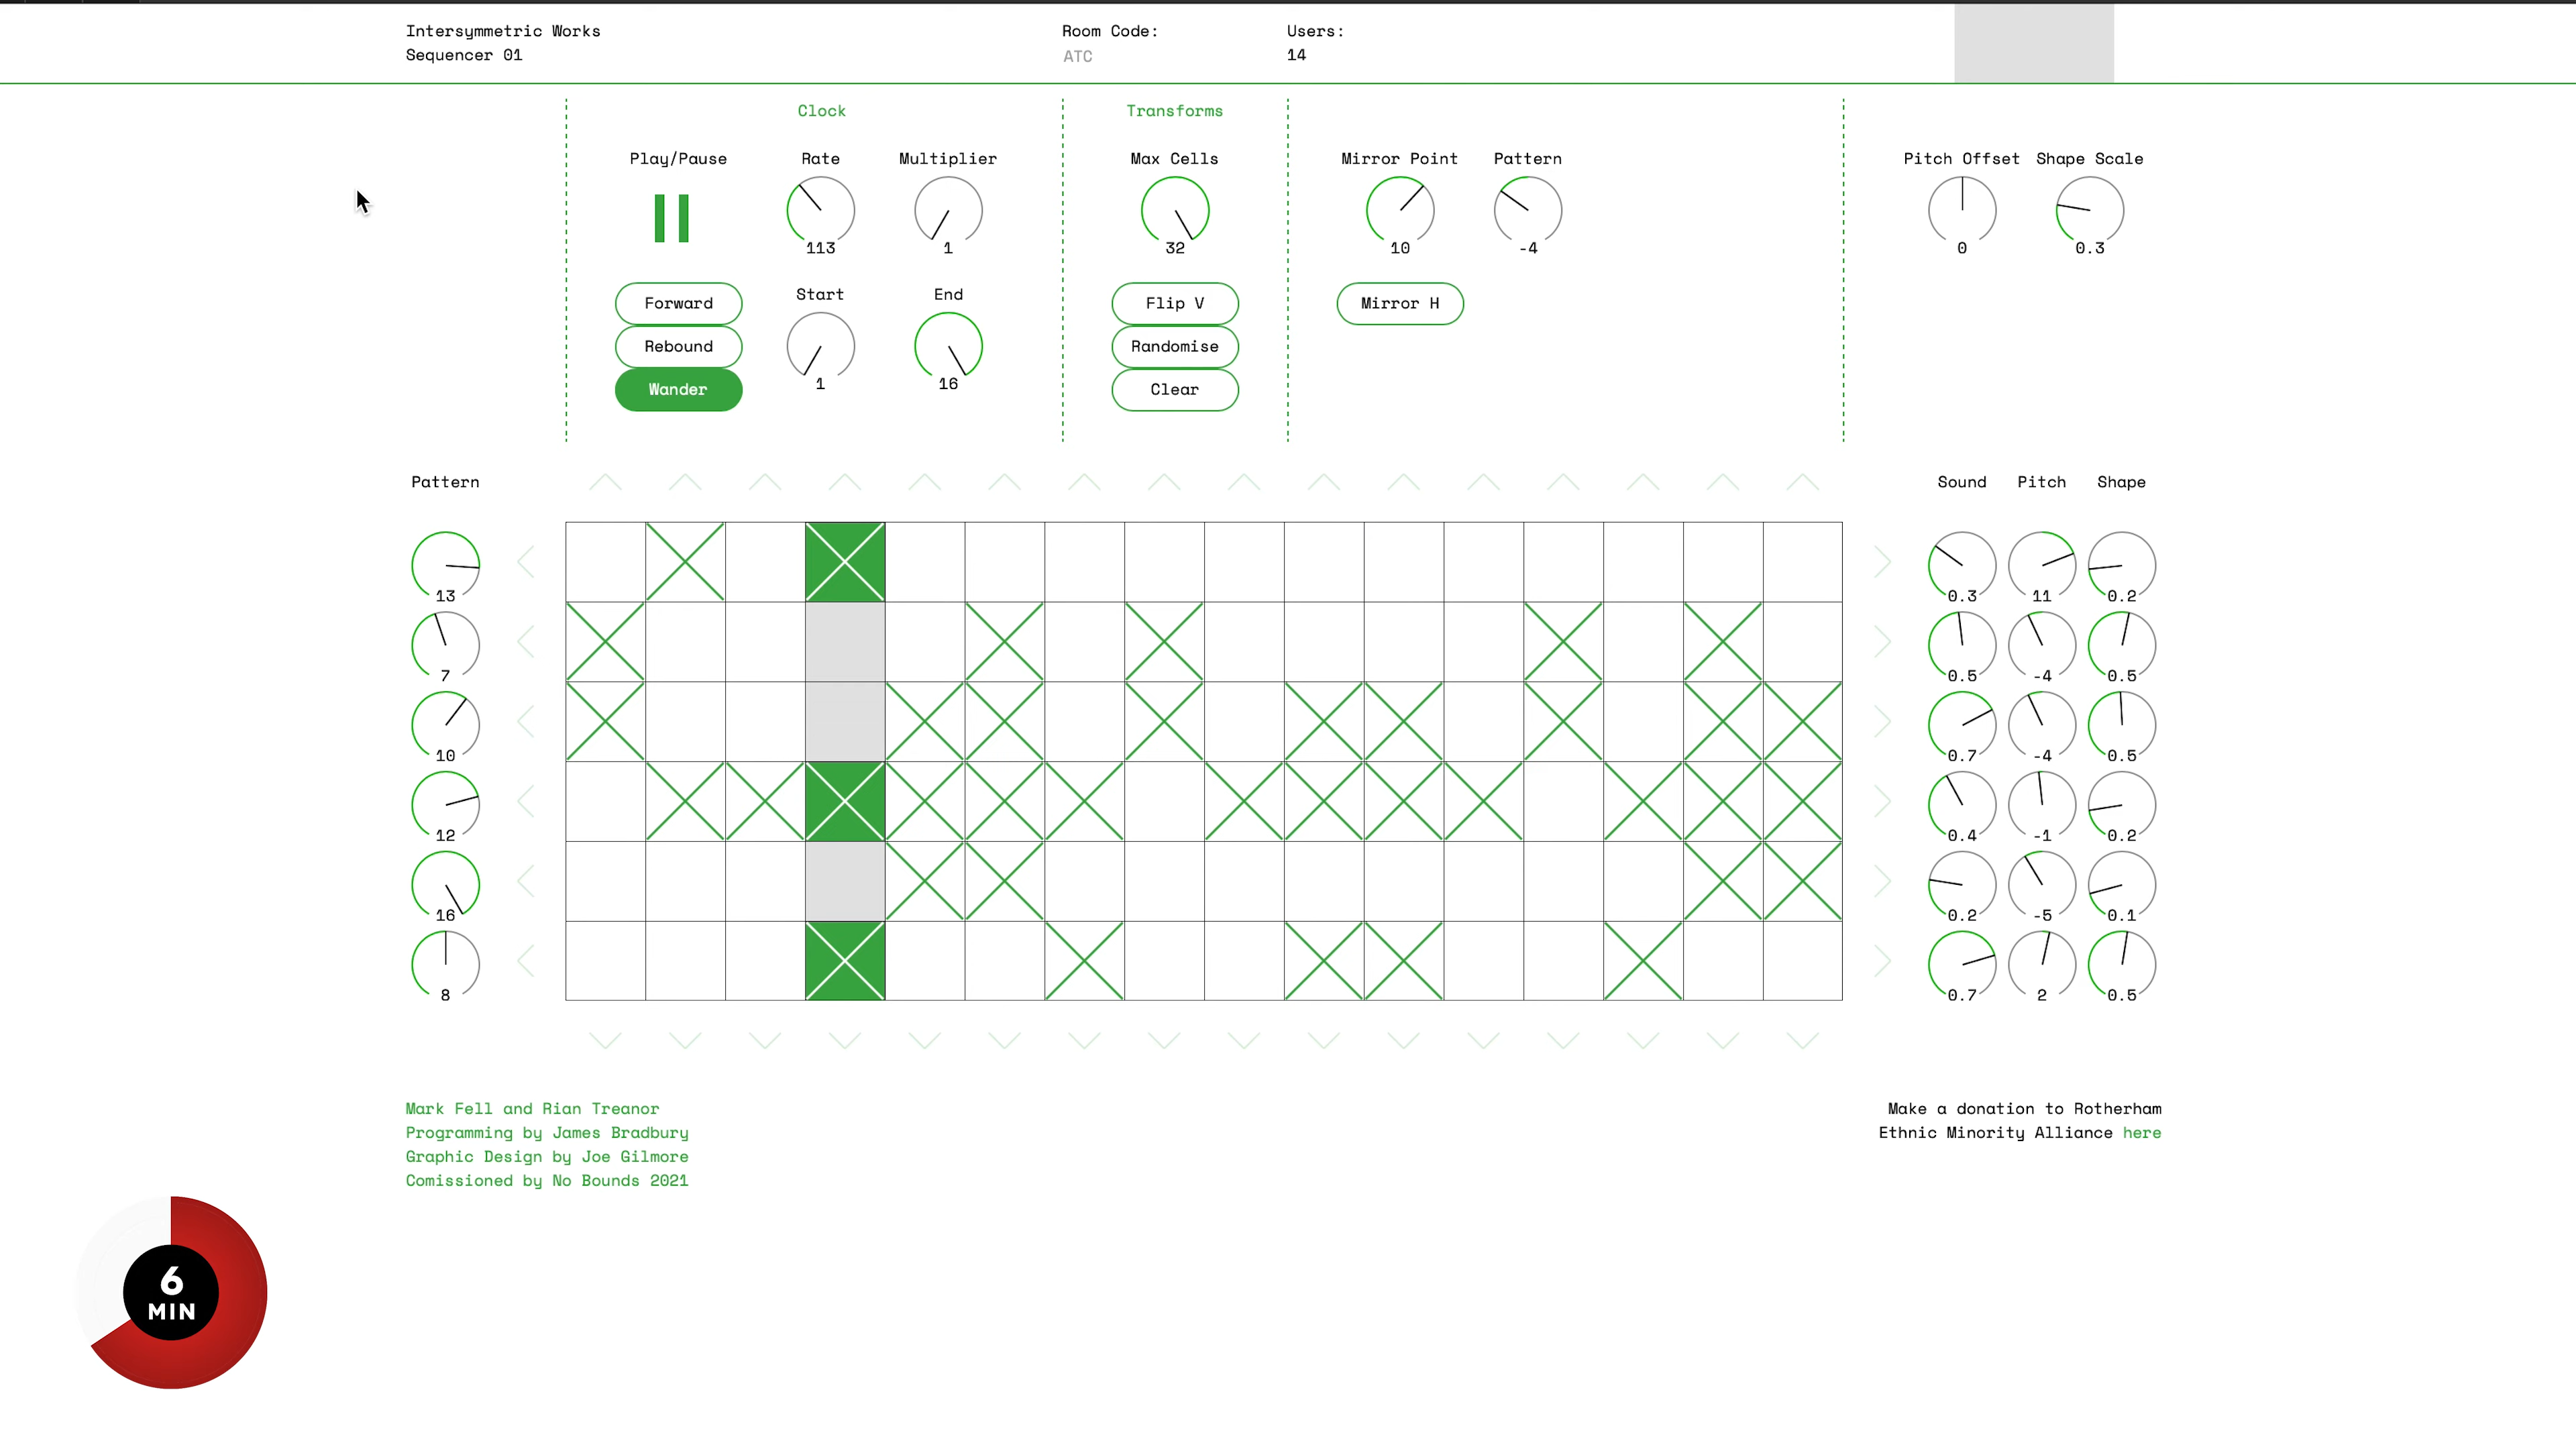 Intersymmetric Works
Sequencer 01
Room Code:
ATC
Users:
14
Clock
Transforms
Play/Pause
Rate
Multiplier
Max Cells
Mirror Point
Pattern
Pitch Offset
Shape Scale
113
1
32
10
-4
0
0.3
Forward
Rebound
Wander
Start
End
1
16
Flip V
Randomise
Clear
Mirror H
Pattern
Sound
Pitch
Shape
13
0.3
11
0.2
7
0.5
-4
0.5
10
0.7
-4
0.5
12
0.4
-1
0.2
16
0.2
-5
0.1
8
0.7
2
0.5
Mark Fell and Rian Treanor
Programming by James Bradbury
Graphic Design by Joe Gilmore
Comissioned by No Bounds 2021
Make a donation to Rotherham
Ethnic Minority Alliance here
6
MIN